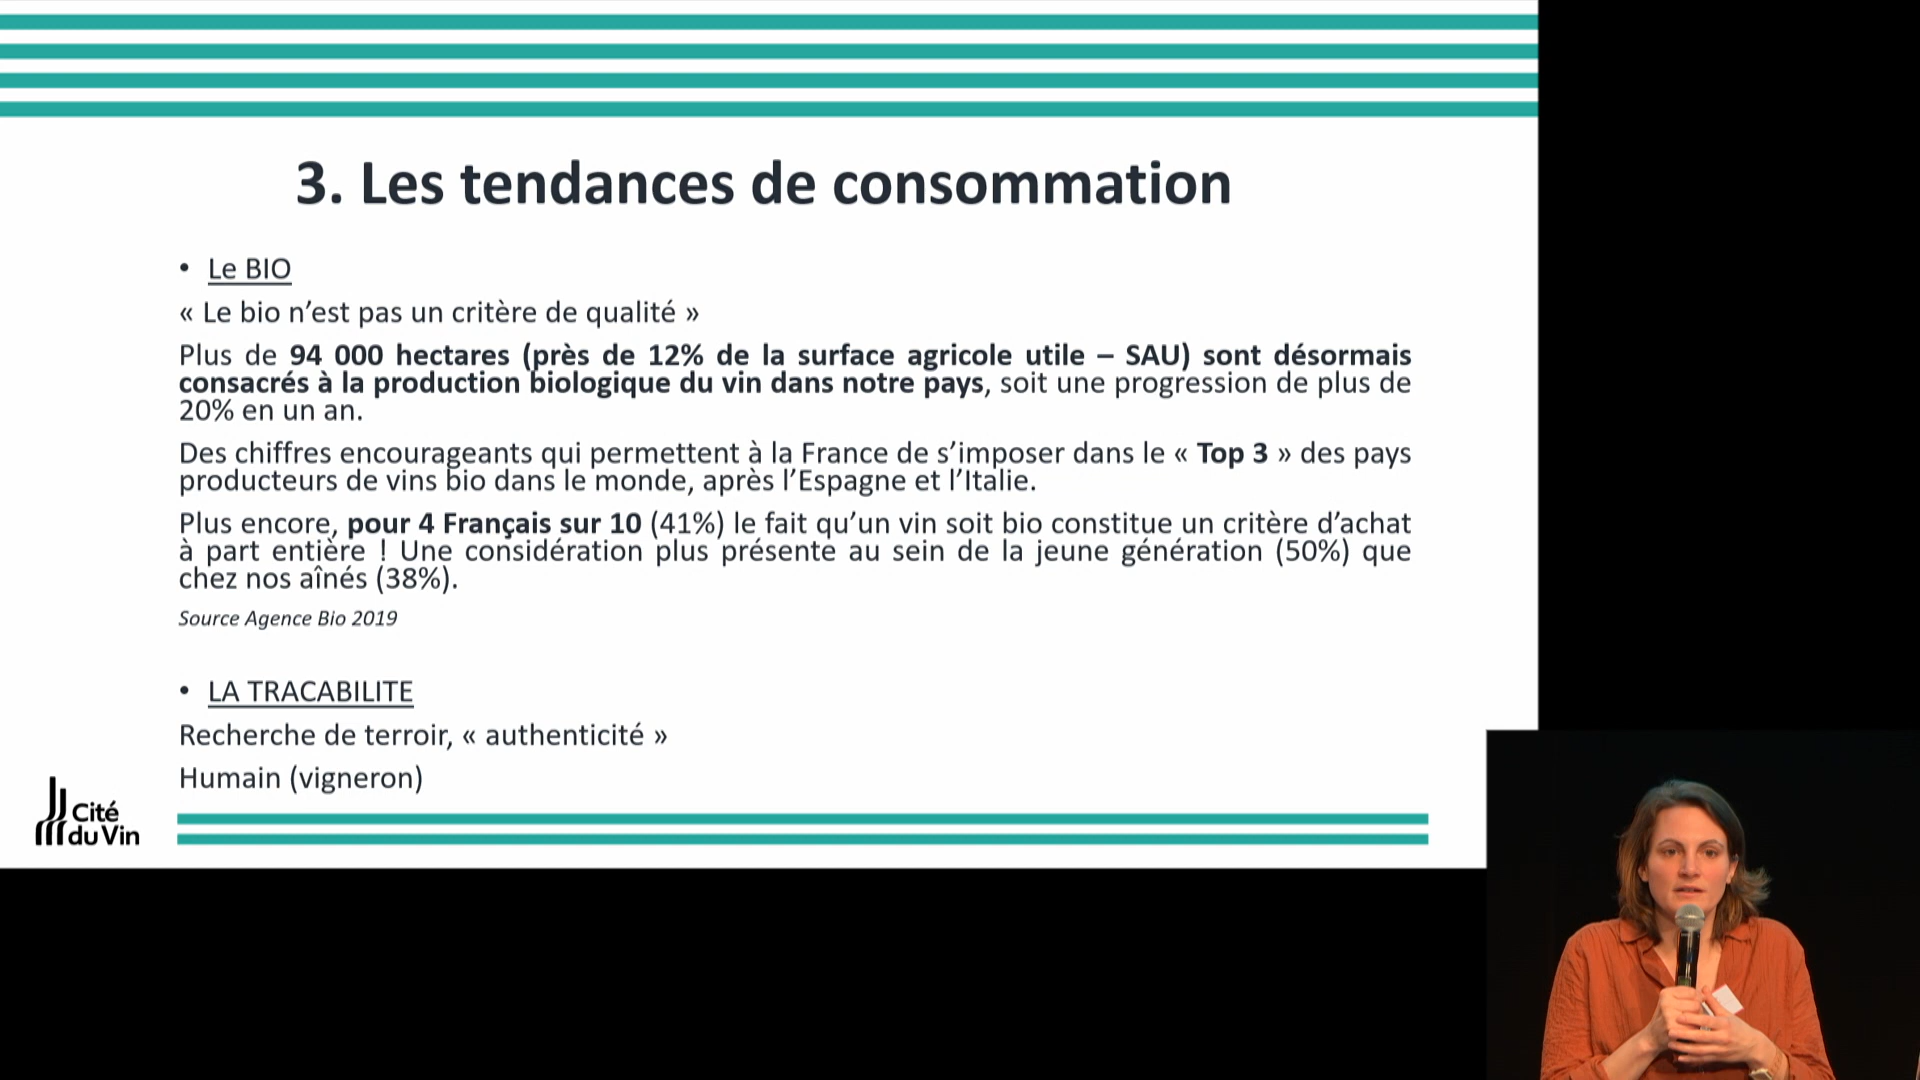 3. Les tendances de consommation
• Le BIO
« Le bio n’est pas un critère de qualité »
Plus de 94 000 hectares (près de 12% de la surface agricole utile – SAU) sont désormais
consacrés à la production biologique du vin dans notre pays, soit une progression de plus de
20% en un an.
Des chiffres encourageants qui permettent à la France de s’imposer dans le « Top 3 » des pays
producteurs de vins bio dans le monde, après l’Espagne et l’Italie.
Plus encore, pour 4 Français sur 10 (41%) le fait qu’un vin soit bio constitue un critère d’achat
à part entière ! Une considération plus présente au sein de la jeune génération (50%) que
chez nos aînés (38%).
Source Agence Bio 2019
• LA TRACABILITE
Recherche de terroir, « authenticité »
Humain (vigneron)
Cité
du Vin